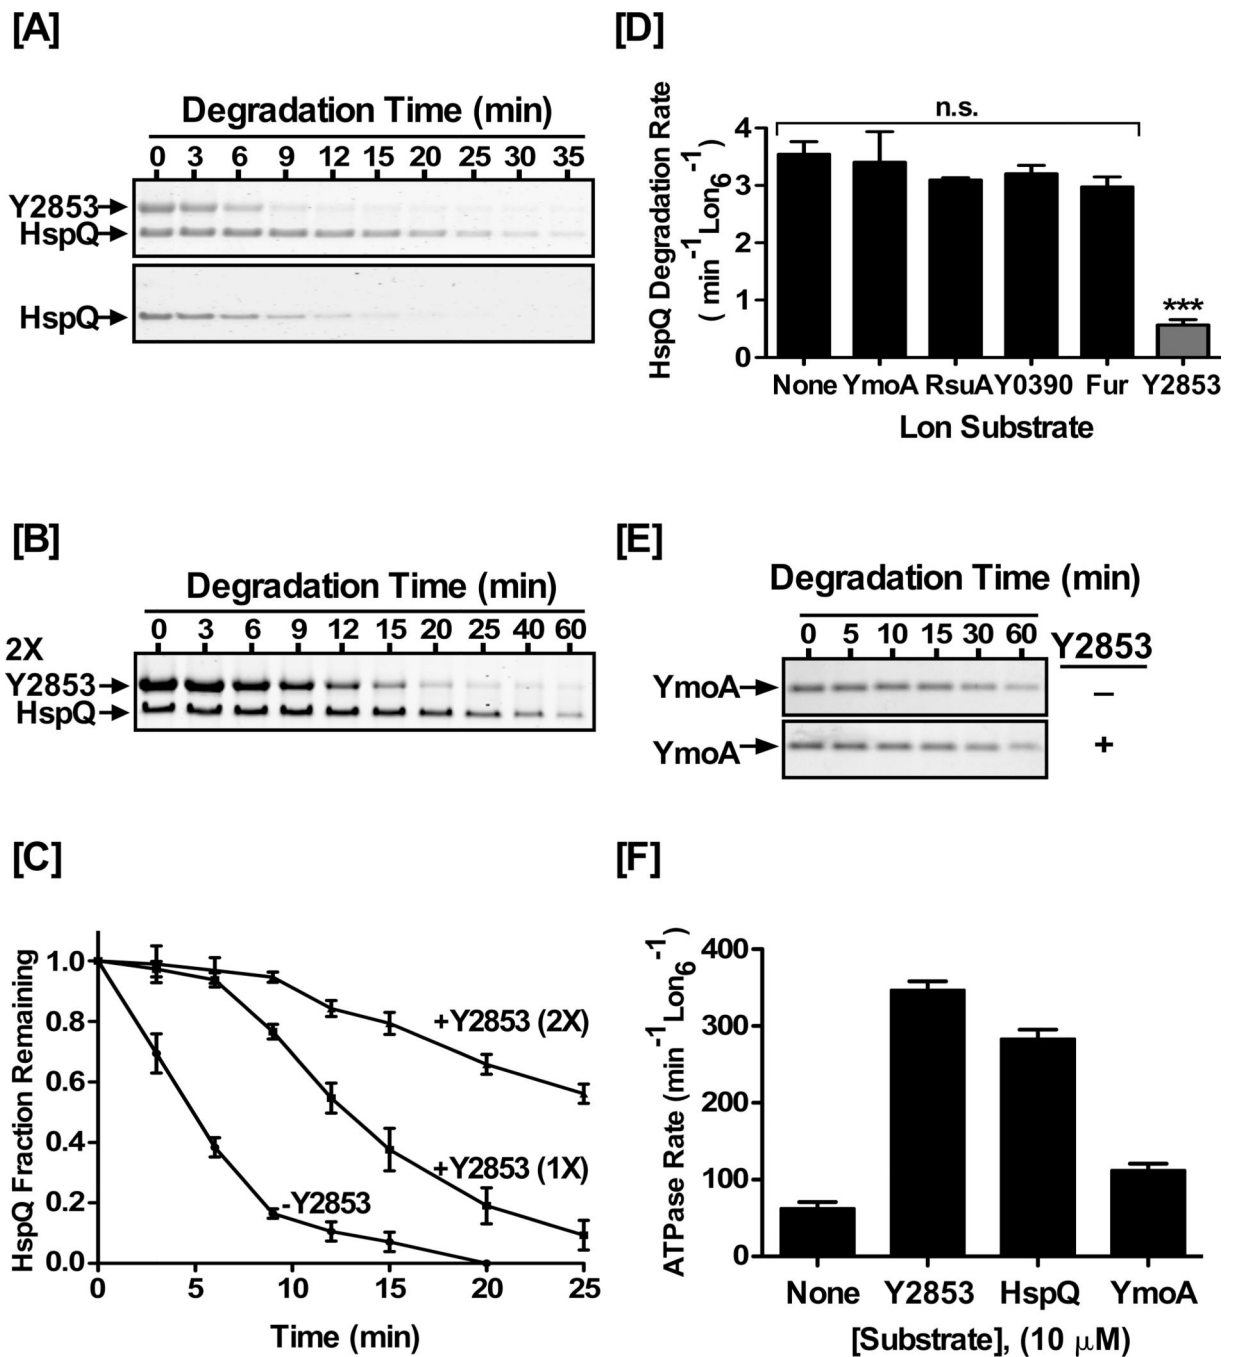 [A]
Degradation Time (min)
0 3 6 9 12 15 20 25 30 35
Y2853
HspQ
HspQ
[B]
Degradation Time (min)
0 3 6 9 12 15 20 25 40 60
2X
Y2853
HspQ
[C]
HspQ Fraction Remaining
1.0
0.8
0.6
0.4
0.2
0.0
+Y2853 (2X)
+Y2853 (1X)
-Y2853
0 5 10 15 20 25
Time (min)
[D]
HspQ Degradation Rate
( min⁻¹ Lon₆⁻¹ )
n.s.
4
3
2
1
0
***
None YmoA RsuA Y0390 Fur Y2853
Lon Substrate
[E]
Degradation Time (min)
0 5 10 15 30 60
Y2853
YmoA –
YmoA +
[F]
ATPase Rate (min⁻¹ Lon₆⁻¹ )
400
300
200
100
0
None Y2853 HspQ YmoA
[Substrate], (10 μM)